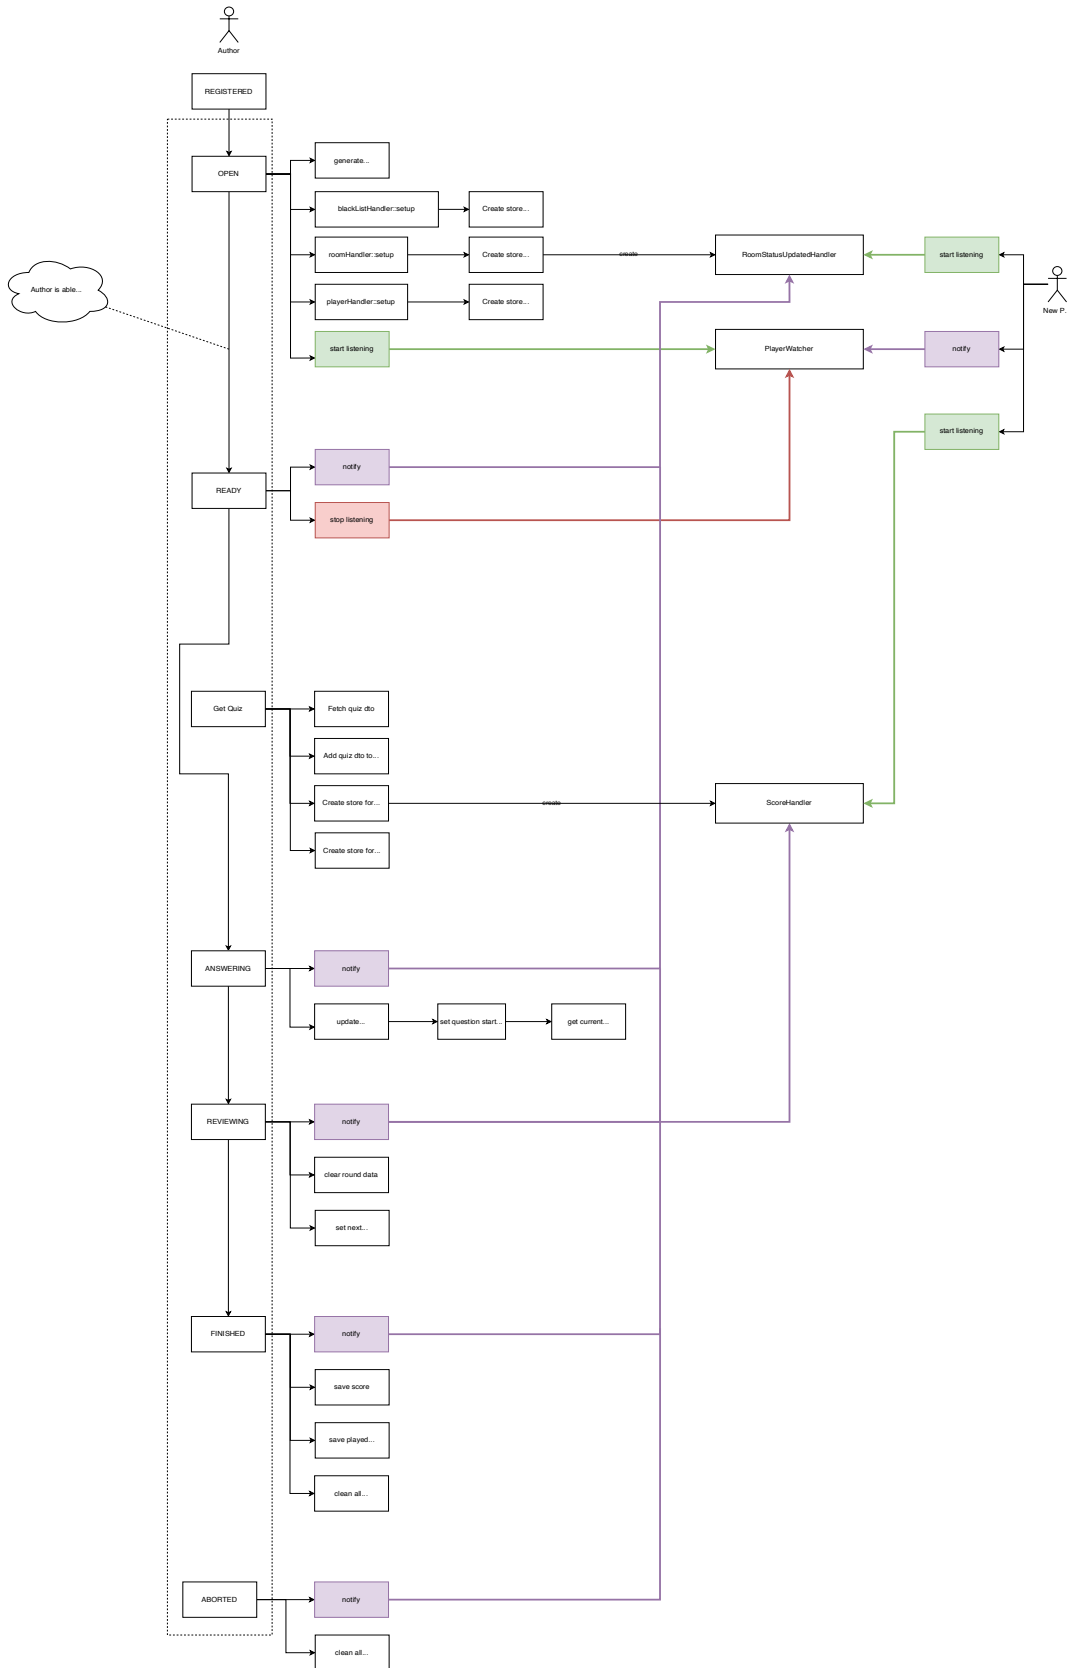 Author
REGISTERED
OPEN
generate...
blackListHandler::setup
Create store...
roomHandler::setup
Create store...
create
RoomStatusUpdatedHandler
start listening
playerHandler::setup
Create store...
New P.
Author is able...
start listening
PlayerWatcher
notify
start listening
READY
notify
stop listening
Get Quiz
Fetch quiz dto
Add quiz dto to...
Create store for...
create
ScoreHandler
Create store for...
ANSWERING
notify
update...
set question start...
get current...
REVIEWING
notify
clear round data
set next...
FINISHED
notify
save score
save played...
clean all...
ABORTED
notify
clean all...